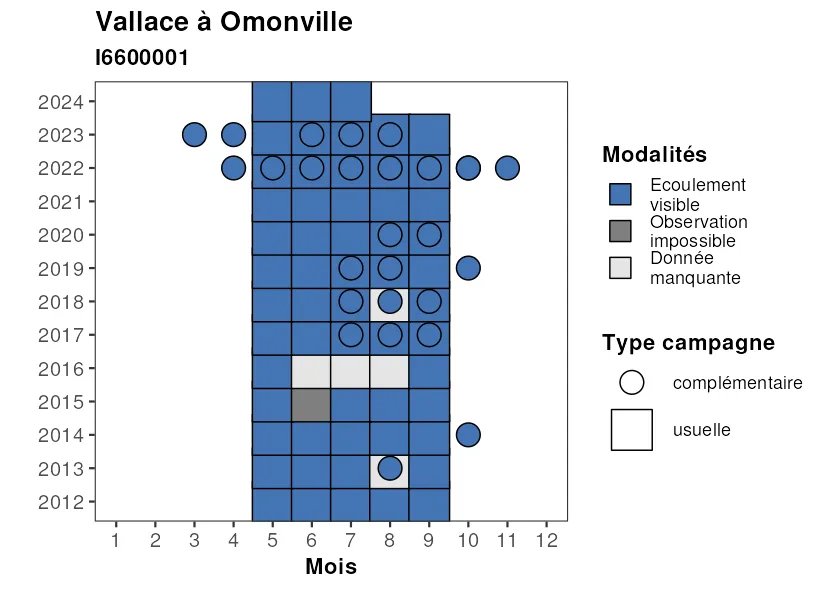 Vallace à Omonville
I6600001
2024
2023
2022
2021
2020
2019
2018
2017
2016
2015
2014
2013
2012
1 2 3 4 5 6 7 8 9 10 11 12
Mois
Modalités
Ecoulement
visible
Observation
impossible
Donnée
manquante
Type campagne
complémentaire
usuelle